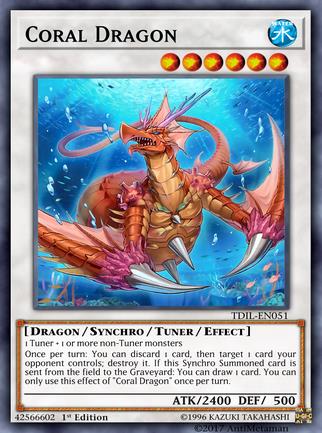 CORAL DRAGON
WATER
水
TDIL-EN051
[DRAGON / SYNCHRO / TUNER / EFFECT]
1 Tuner + 1 or more non-Tuner monsters
Once per turn: You can discard 1 card, then target 1 card your
opponent controls; destroy it. If this Synchro Summoned card is
sent from the field to the Graveyard: You can draw 1 card. You can
only use this effect of "Coral Dragon" once per turn.
ATK/2400 DEF/ 500
42566602 1st Edition ©1996 KAZUKI TAKAHASHI
©2017 AntiMetaman